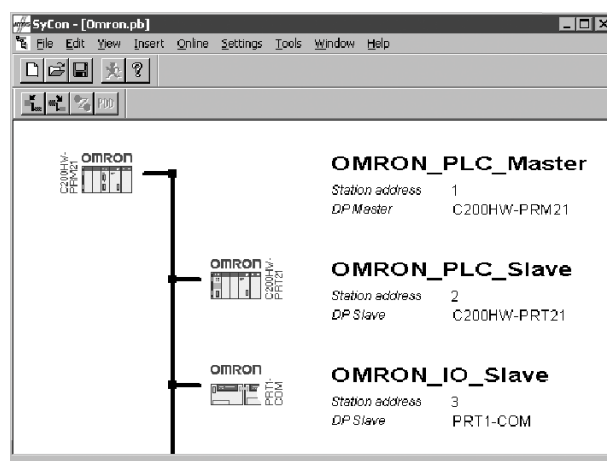 SyCon - [Omron.pb]
File Edit View Insert Online Settings Tools Window Help
PDO
OMRON
C200HW-PRM21
OMRON_PLC_Master
Station address 1
DP Master C200HW-PRM21
OMRON
C200HW-PRT21
OMRON_PLC_Slave
Station address 2
DP Slave C200HW-PRT21
OMRON
PRT1-COM
OMRON_IO_Slave
Station address 3
DP Slave PRT1-COM